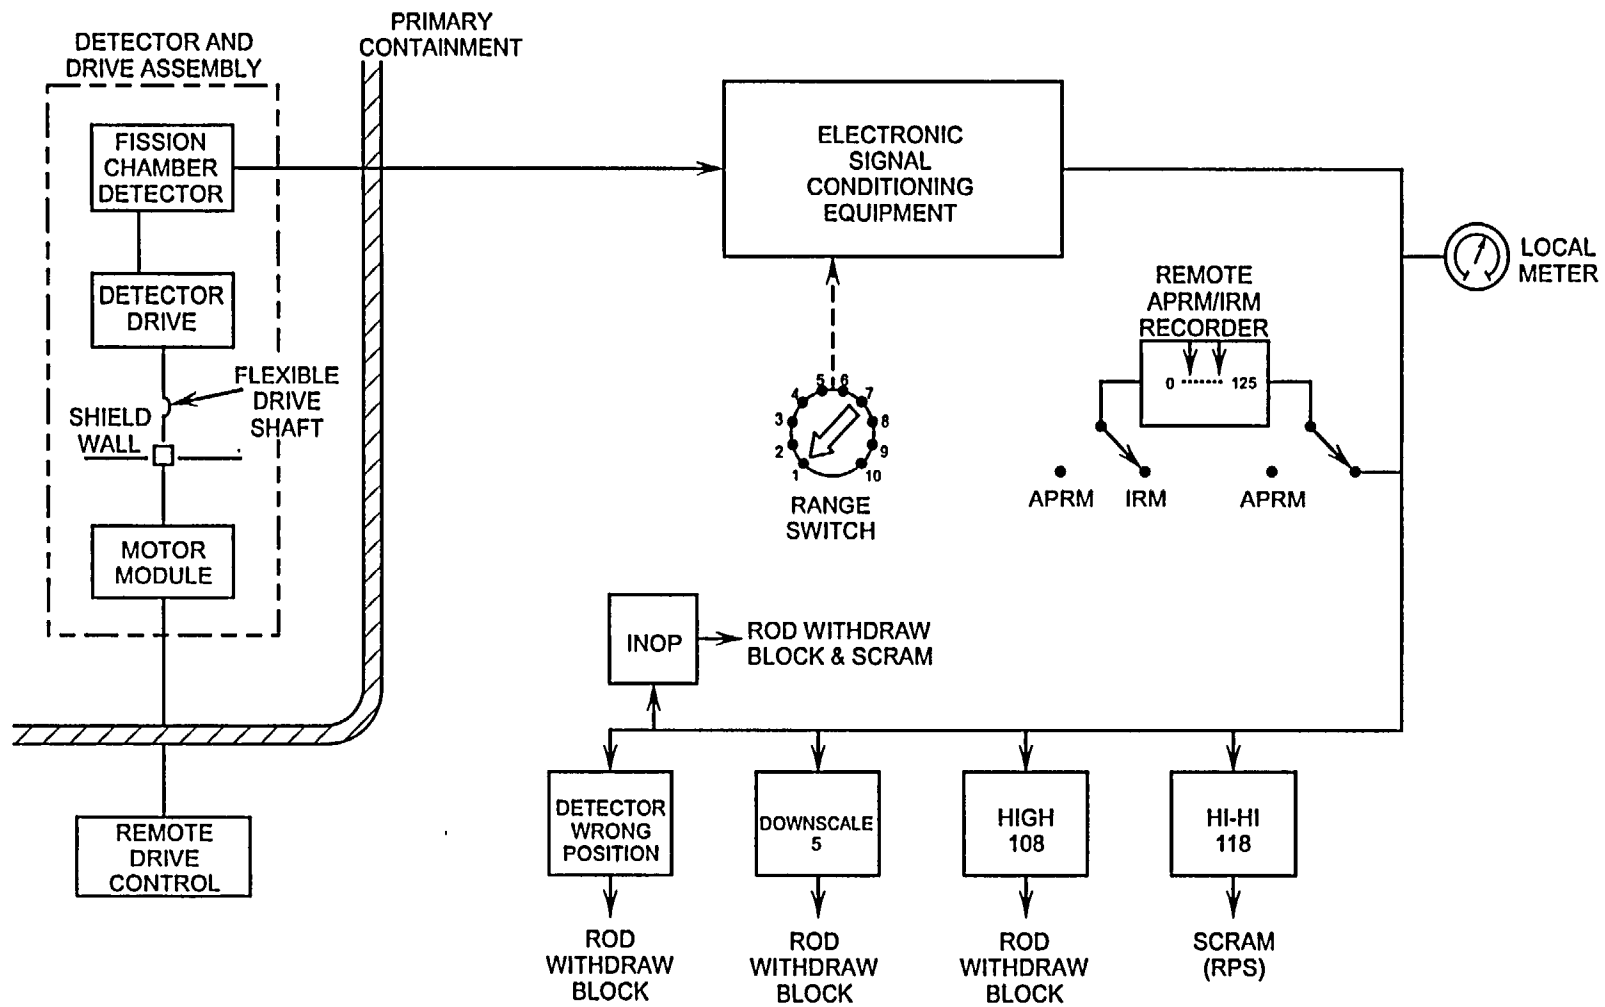 PRIMARY
CONTAINMENT
DETECTOR AND
DRIVE ASSEMBLY
FISSION
CHAMBER
DETECTOR
DETECTOR
DRIVE
FLEXIBLE
DRIVE
SHAFT
SHIELD
WALL
MOTOR
MODULE
REMOTE
DRIVE
CONTROL
ELECTRONIC
SIGNAL
CONDITIONING
EQUIPMENT
LOCAL
METER
REMOTE
APRM/IRM
RECORDER
0 125
APRM IRM APRM
5 6
4 7
3 8
2 9
1 10
RANGE
SWITCH
INOP
ROD WITHDRAW
BLOCK & SCRAM
DETECTOR
WRONG
POSITION
DOWNSCALE
5
HIGH
108
HI-HI
118
ROD
WITHDRAW
BLOCK
ROD
WITHDRAW
BLOCK
ROD
WITHDRAW
BLOCK
SCRAM
(RPS)